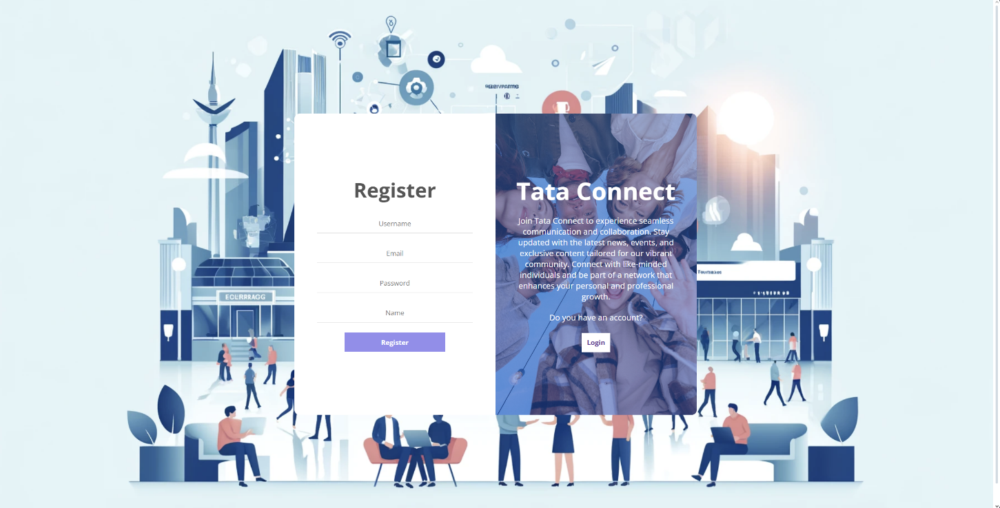 Register
Username
Email
Password
Name
Register
Tata Connect
Join Tata Connect to experience seamless
communication and collaboration. Stay
updated with the latest news, events, and
exclusive content tailored for our vibrant
community. Connect with like-minded
individuals and be part of a network that
enhances your personal and professional
growth.
Do you have an account?
Login
ECURRRAGG